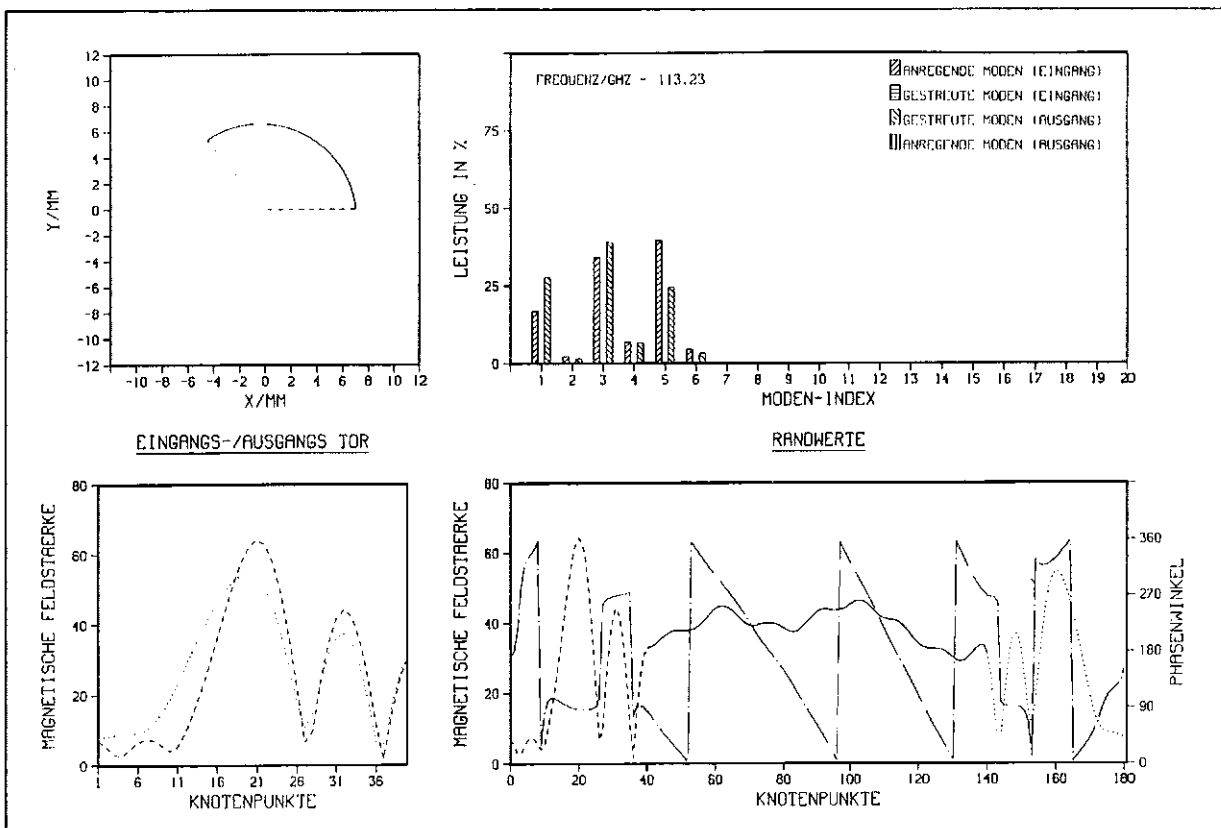 12
10
8
6
4
2
0
-2
-4
-6
-8
-10
-12
Y/MM
-10 -8 -6 -4 -2 0 2 4 6 8 10 12
X/MM
FREQUENZ/GHZ - 113.23
ANREGENDE MODEN (EINGANG)
GESTREUTE MODEN (EINGANG)
GESTREUTE MODEN (AUSGANG)
ANREGENDE MODEN (AUSGANG)
75
50
25
0
LEISTUNG IN %
1 2 3 4 5 6 7 8 9 10 11 12 13 14 15 16 17 18 19 20
MODEN-INDEX
EINGANGS-/AUSGANGS TOR
80
60
40
20
0
MAGNETISCHE FELDSTAERKE
1 6 11 16 21 26 31 36
KNOTENPUNKTE
RANDWERTE
80
60
40
20
0
MAGNETISCHE FELDSTAERKE
360
270
180
90
0
PHASENWINKEL
0 20 40 60 80 100 120 140 160 180
KNOTENPUNKTE